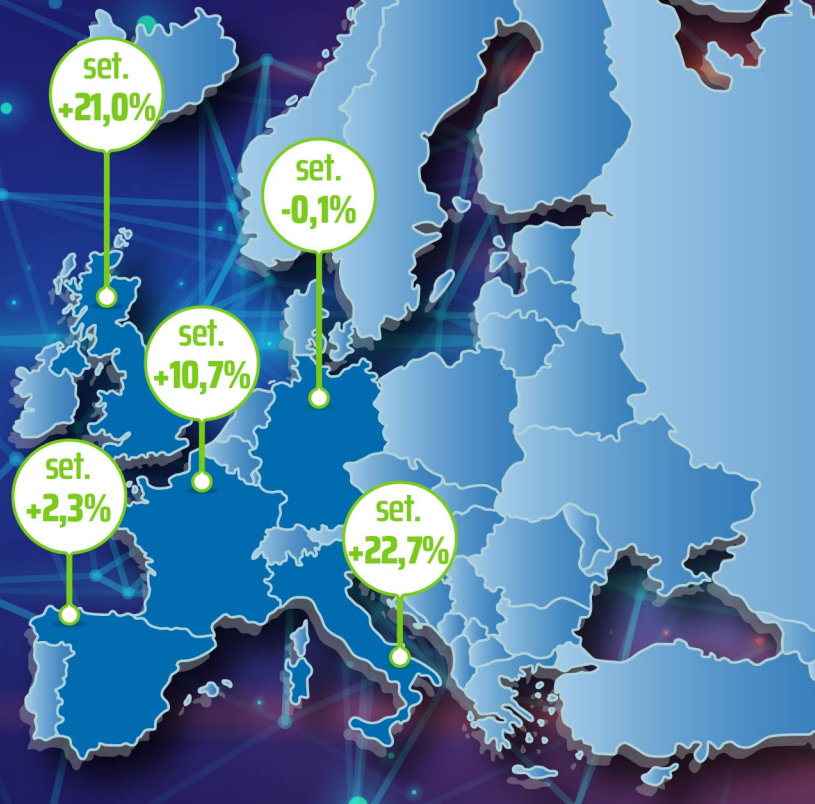 set.
+21,0%
set.
-0,1%
set.
+10,7%
set.
+2,3%
set.
+22,7%